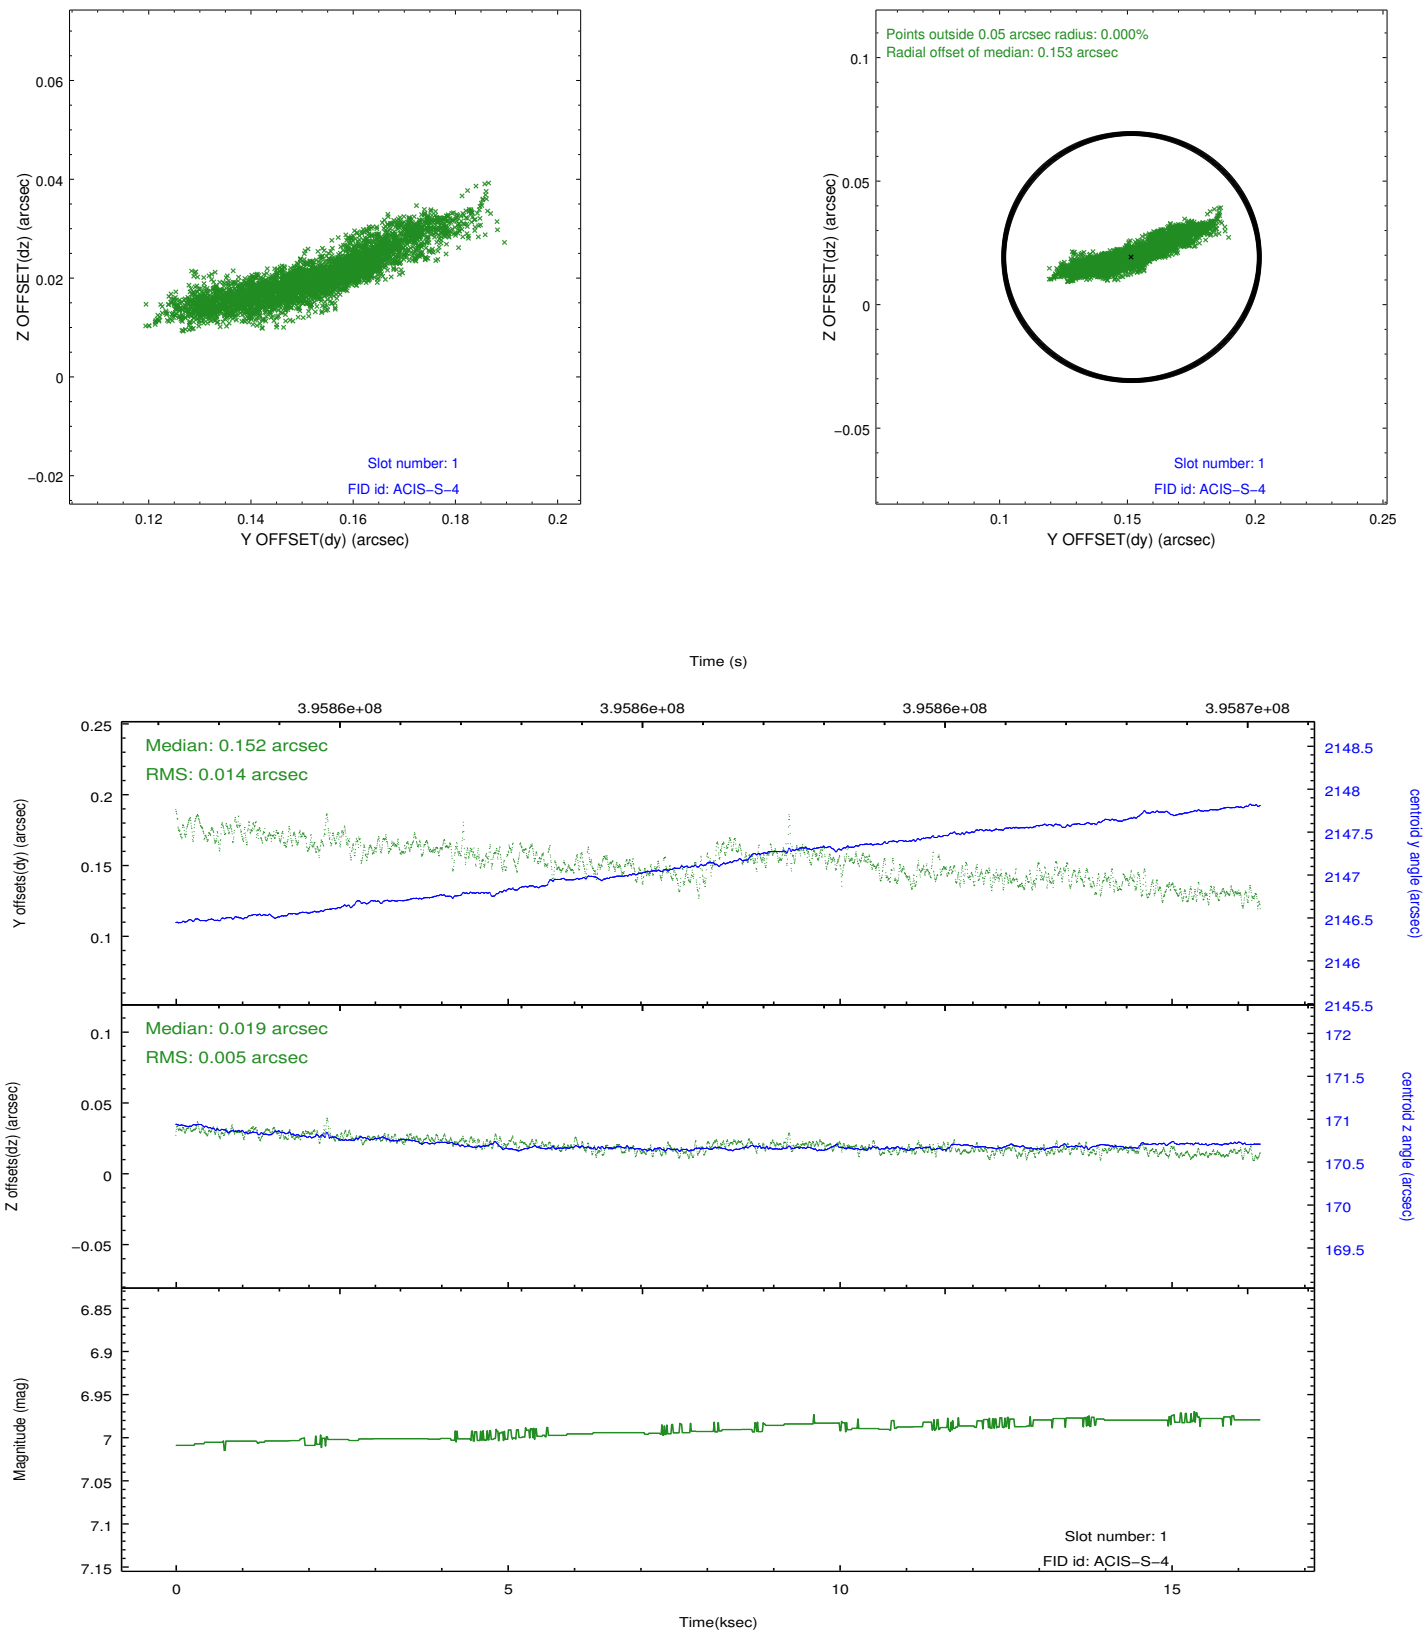 0.06
0.04
0.02
0
−0.02
Z OFFSET(dz) (arcsec)
Slot number: 1
FID id: ACIS−S−4
0.12 0.14 0.16 0.18 0.2
Y OFFSET(dy) (arcsec)
Points outside 0.05 arcsec radius: 0.000%
Radial offset of median: 0.153 arcsec
0.1
0.05
0
−0.05
Z OFFSET(dz) (arcsec)
Slot number: 1
FID id: ACIS−S−4
0.1 0.15 0.2 0.25
Y OFFSET(dy) (arcsec)
Time (s)
3.9586e+08 3.9586e+08 3.9586e+08 3.9587e+08
Median: 0.152 arcsec
RMS: 0.014 arcsec
0.25
0.2
0.15
0.1
Y offsets(dy) (arcsec)
2148.5
2148
2147.5
2147
2146.5
2146
2145.5
centroid y angle (arcsec)
Median: 0.019 arcsec
RMS: 0.005 arcsec
0.1
0.05
0
−0.05
Z offsets(dz) (arcsec)
172
171.5
171
170.5
170
169.5
centroid z angle (arcsec)
6.85
6.9
6.95
7
7.05
7.1
7.15
Magnitude (mag)
Slot number: 1
FID id: ACIS−S−4
0 5 10 15
Time(ksec)